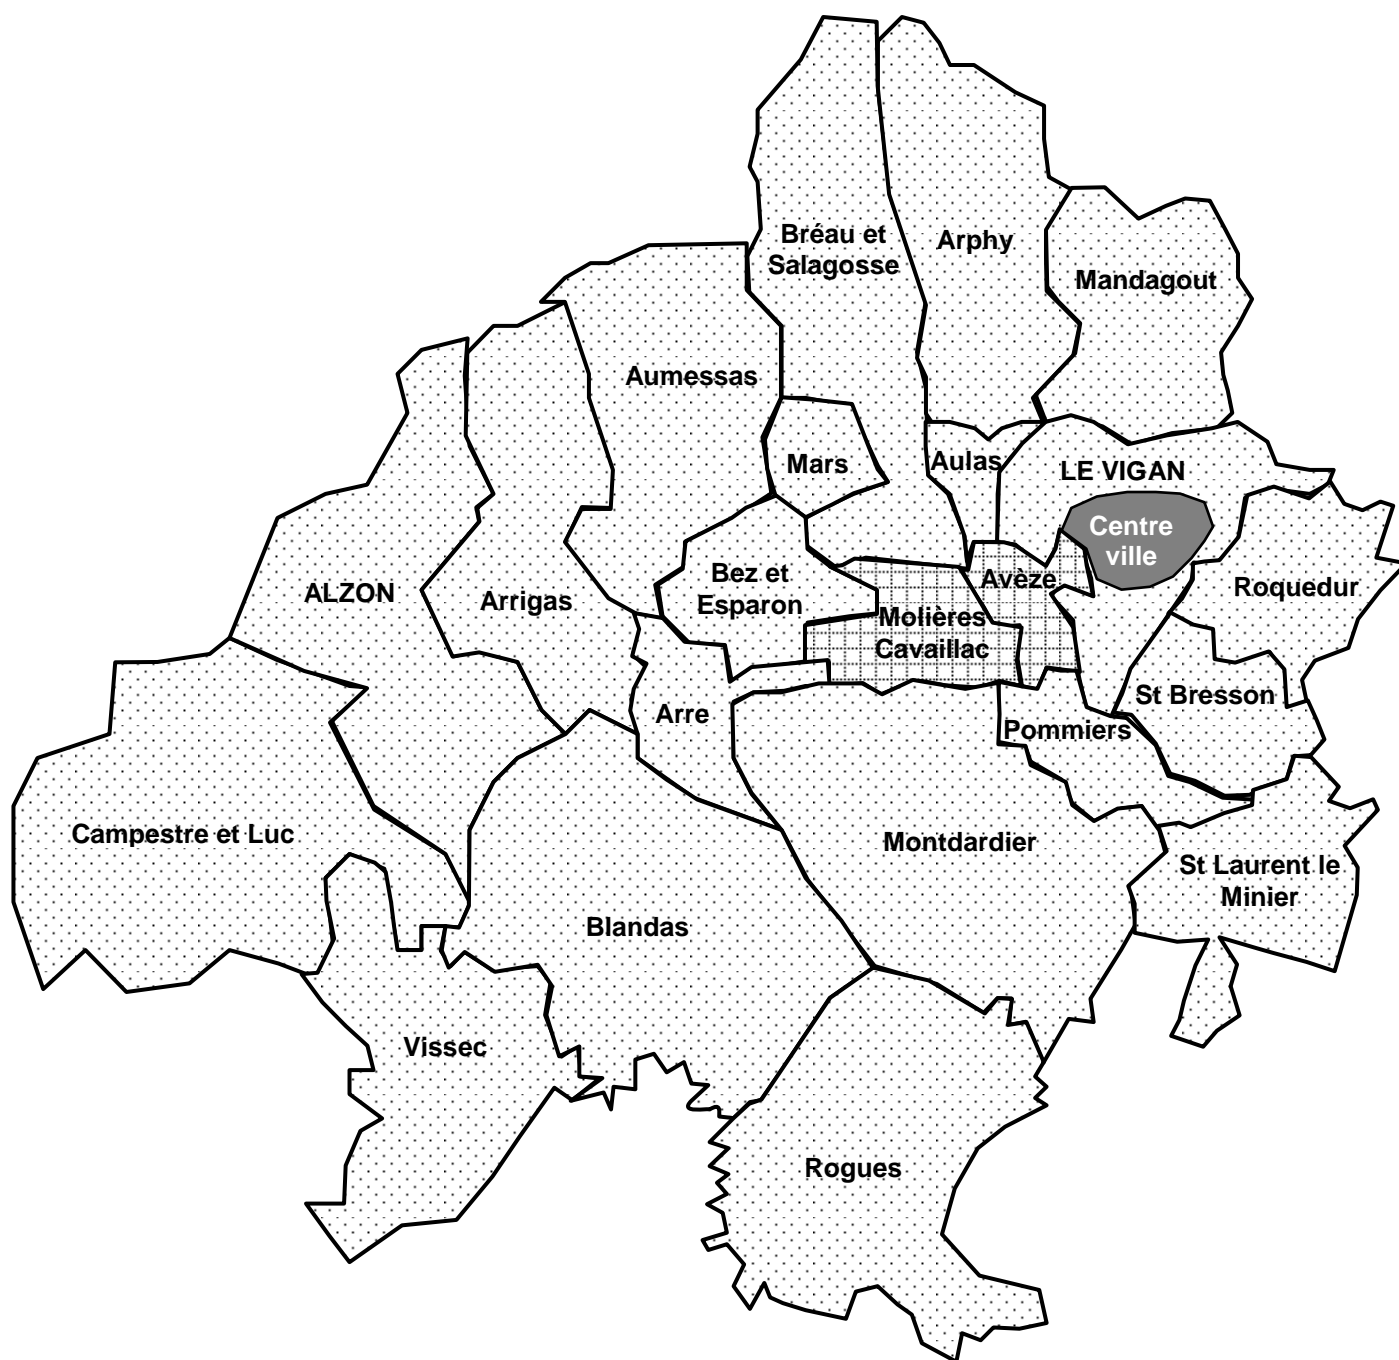 Bréau et
Salagosse
Arphy
Mandagout
Aumessas
Mars
Aulas
LE VIGAN
Centre
ville
ALZON
Arrigas
Bez et
Esparon
Avèze
Roquedur
Molières
Cavaillac
Arre
St Bresson
Pommiers
Campestre et Luc
Montdardier
St Laurent le
Minier
Blandas
Vissec
Rogues